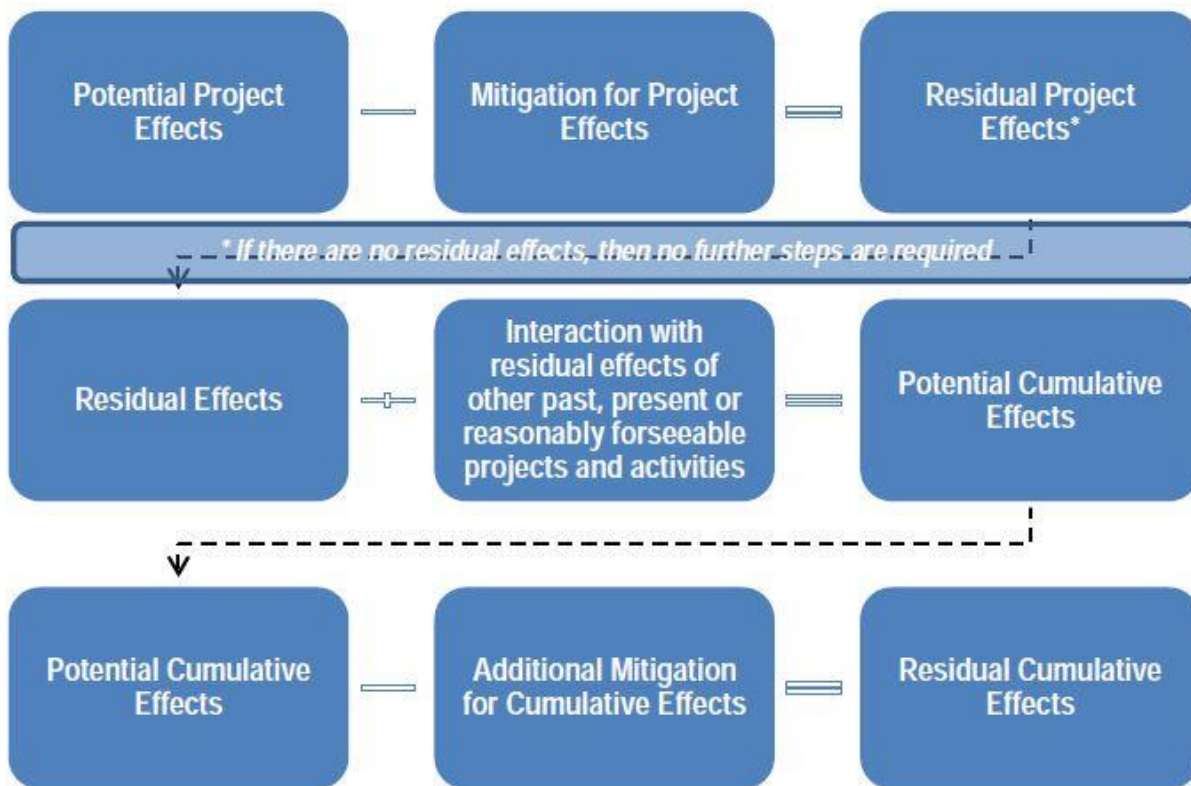 Potential Project
Effects
Mitigation for Project
Effects
Residual Project
Effects*
* If there are no residual effects, then no further steps are required
Residual Effects
Interaction with
residual effects of
other past, present or
reasonably forseeable
projects and activities
Potential Cumulative
Effects
Potential Cumulative
Effects
Additional Mitigation
for Cumulative Effects
Residual Cumulative
Effects